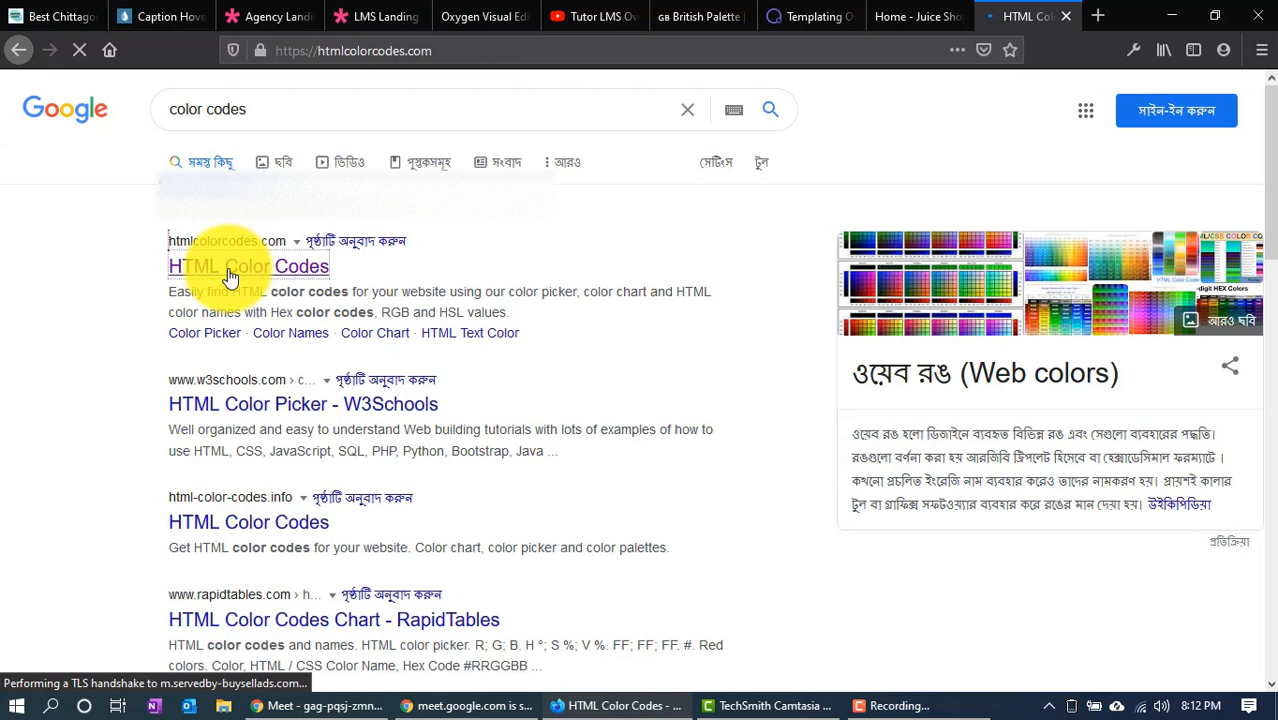 Best Chittagon
Caption Hove
Agency Landi
LMS Landing
Oxygen Visual Edi
Tutor LMS Ov
GB British Palette |
Templating O
Home - Juice Sho
HTML Col
https://htmlcolorcodes.com
Google
color codes
সাইন-ইন করুন
সমস্ত কিছু
ছবি
ভিডিও
পুস্তকসমূহ
সংবাদ
আরও
সেটিংস
টুল
htmlcolorcodes.com পৃষ্ঠাটি অনুবাদ করুন
HTML Color Codes
Easily find HTML color codes for your website using our color picker, color chart and HTML
color names with Hex color codes, RGB and HSL values.
Color Picker · Color Names · Color Chart · HTML Text Color
www.w3schools.com › c... পৃষ্ঠাটি অনুবাদ করুন
HTML Color Picker - W3Schools
Well organized and easy to understand Web building tutorials with lots of examples of how to
use HTML, CSS, JavaScript, SQL, PHP, Python, Bootstrap, Java ...
html-color-codes.info পৃষ্ঠাটি অনুবাদ করুন
HTML Color Codes
Get HTML color codes for your website. Color chart, color picker and color palettes.
www.rapidtables.com › h... পৃষ্ঠাটি অনুবাদ করুন
HTML Color Codes Chart - RapidTables
HTML color codes and names. HTML color picker. R; G; B. H °; S %; V %. FF; FF; FF. #. Red
colors. Color, HTML / CSS Color Name, Hex Code #RRGGBB ...
আরও ছবি
ওয়েব রঙ (Web colors)
ওয়েব রঙ হলো ডিজাইনে ব্যবহৃত বিভিন্ন রঙ এবং সেগুলো ব্যবহারের পদ্ধতি।
রঙগুলো বর্ণনা করা হয় আরজিবি ট্রিপলেট হিসেবে বা হেক্সাডেসিমাল ফরম্যাটে ।
কখনো প্রচলিত ইংরেজি নাম ব্যবহার করেও তাদের নামকরণ হয়। প্রায়শই কালার
টুল বা গ্রাফিক্স সফটওয়্যার ব্যবহার করে রঙের মান দেয়া হয়। উইকিপিডিয়া
প্রতিক্রিয়া
Performing a TLS handshake to m.servedby-buysellads.com...
Meet - gag-pqsj-zmn...
meet.google.com is s...
HTML Color Codes - ...
TechSmith Camtasia ...
Recording...
8:12 PM